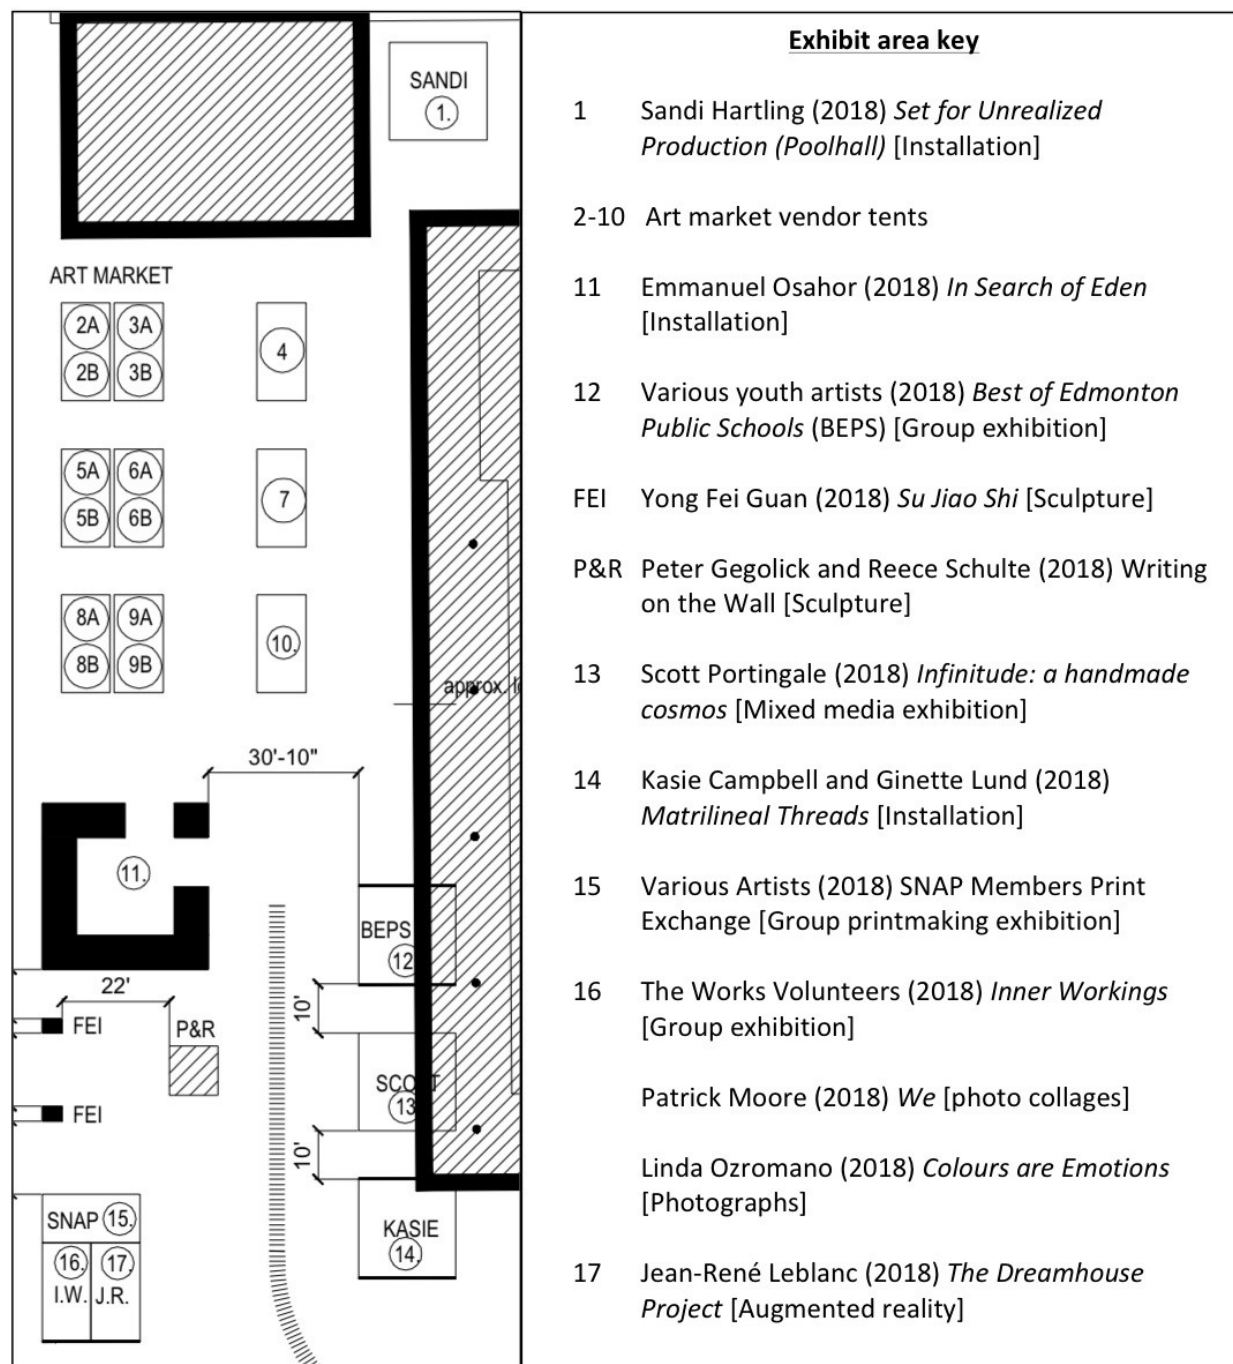 SANDI
1.
ART MARKET
2A 3A
4
2B 3B
5A 6A
7
5B 6B
8A 9A
10.
8B 9B
approx.
30'-10"
11.
BEPS
12
22'
10'
FEI
P&R
SCOTT
13
FEI
10'
SNAP 15.
KASIE
14.
16. 17.
I.W. J.R.
Exhibit area key
1 Sandi Hartling (2018) Set for Unrealized
Production (Poolhall) [Installation]
2-10 Art market vendor tents
11 Emmanuel Osahor (2018) In Search of Eden
[Installation]
12 Various youth artists (2018) Best of Edmonton
Public Schools (BEPS) [Group exhibition]
FEI Yong Fei Guan (2018) Su Jiao Shi [Sculpture]
P&R Peter Gegolick and Reece Schulte (2018) Writing
on the Wall [Sculpture]
13 Scott Portingale (2018) Infinitude: a handmade
cosmos [Mixed media exhibition]
14 Kasie Campbell and Ginette Lund (2018)
Matrilineal Threads [Installation]
15 Various Artists (2018) SNAP Members Print
Exchange [Group printmaking exhibition]
16 The Works Volunteers (2018) Inner Workings
[Group exhibition]
Patrick Moore (2018) We [photo collages]
Linda Ozromano (2018) Colours are Emotions
[Photographs]
17 Jean-René Leblanc (2018) The Dreamhouse
Project [Augmented reality]